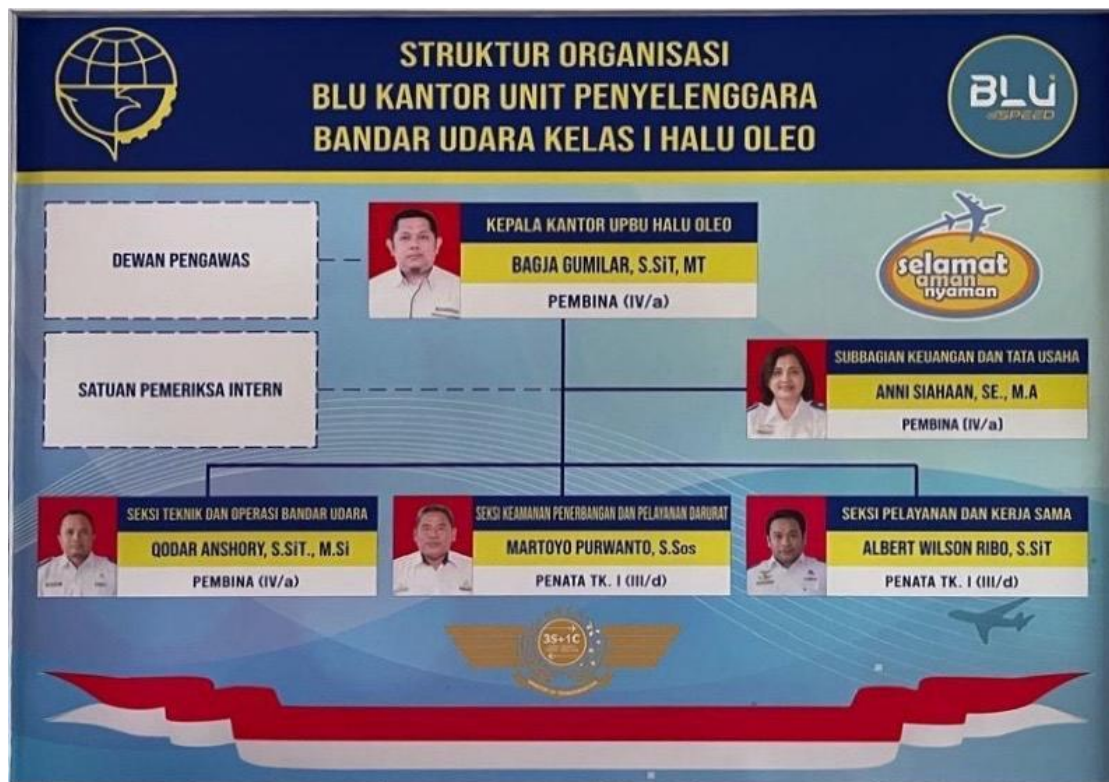 STRUKTUR ORGANISASI
BLU KANTOR UNIT PENYELENGGARA
BANDAR UDARA KELAS I HALU OLEO
BLU
SPEED
DEWAN PENGAWAS
KEPALA KANTOR UPBU HALU OLEO
BAGJA GUMILAR, S.SiT, MT
PEMBINA (IV/a)
selamat
aman
nyaman
SATUAN PEMERIKSA INTERN
SUBBAGIAN KEUANGAN DAN TATA USAHA
ANNI SIAHAAN, SE., M.A
PEMBINA (IV/a)
SEKSI TEKNIK DAN OPERASI BANDAR UDARA
QODAR ANSHORY, S.SiT., M.Si
PEMBINA (IV/a)
SEKSI KEAMANAN PENERBANGAN DAN PELAYANAN DARURAT
MARTOYO PURWANTO, S.Sos
PENATA TK. I (III/d)
SEKSI PELAYANAN DAN KERJA SAMA
ALBERT WILSON RIBO, S.SiT
PENATA TK. I (III/d)
3S+1C